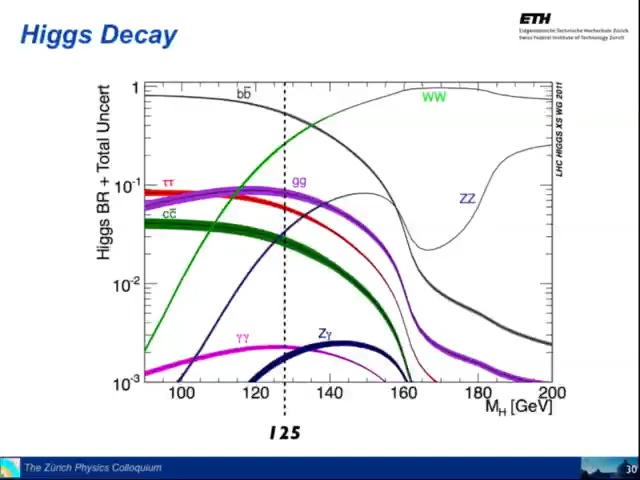 Higgs Decay
ETH
Eidgenössische Technische Hochschule Zürich
Swiss Federal Institute of Technology Zurich
Higgs BR + Total Uncert
LHC HIGGS XS WG 2011
1
10⁻¹
10⁻²
10⁻³
bb̄
WW
ττ
gg
cc̄
ZZ
γγ
Zγ
100 120 140 160 180 200
M_H [GeV]
125
The Zürich Physics Colloquium
30